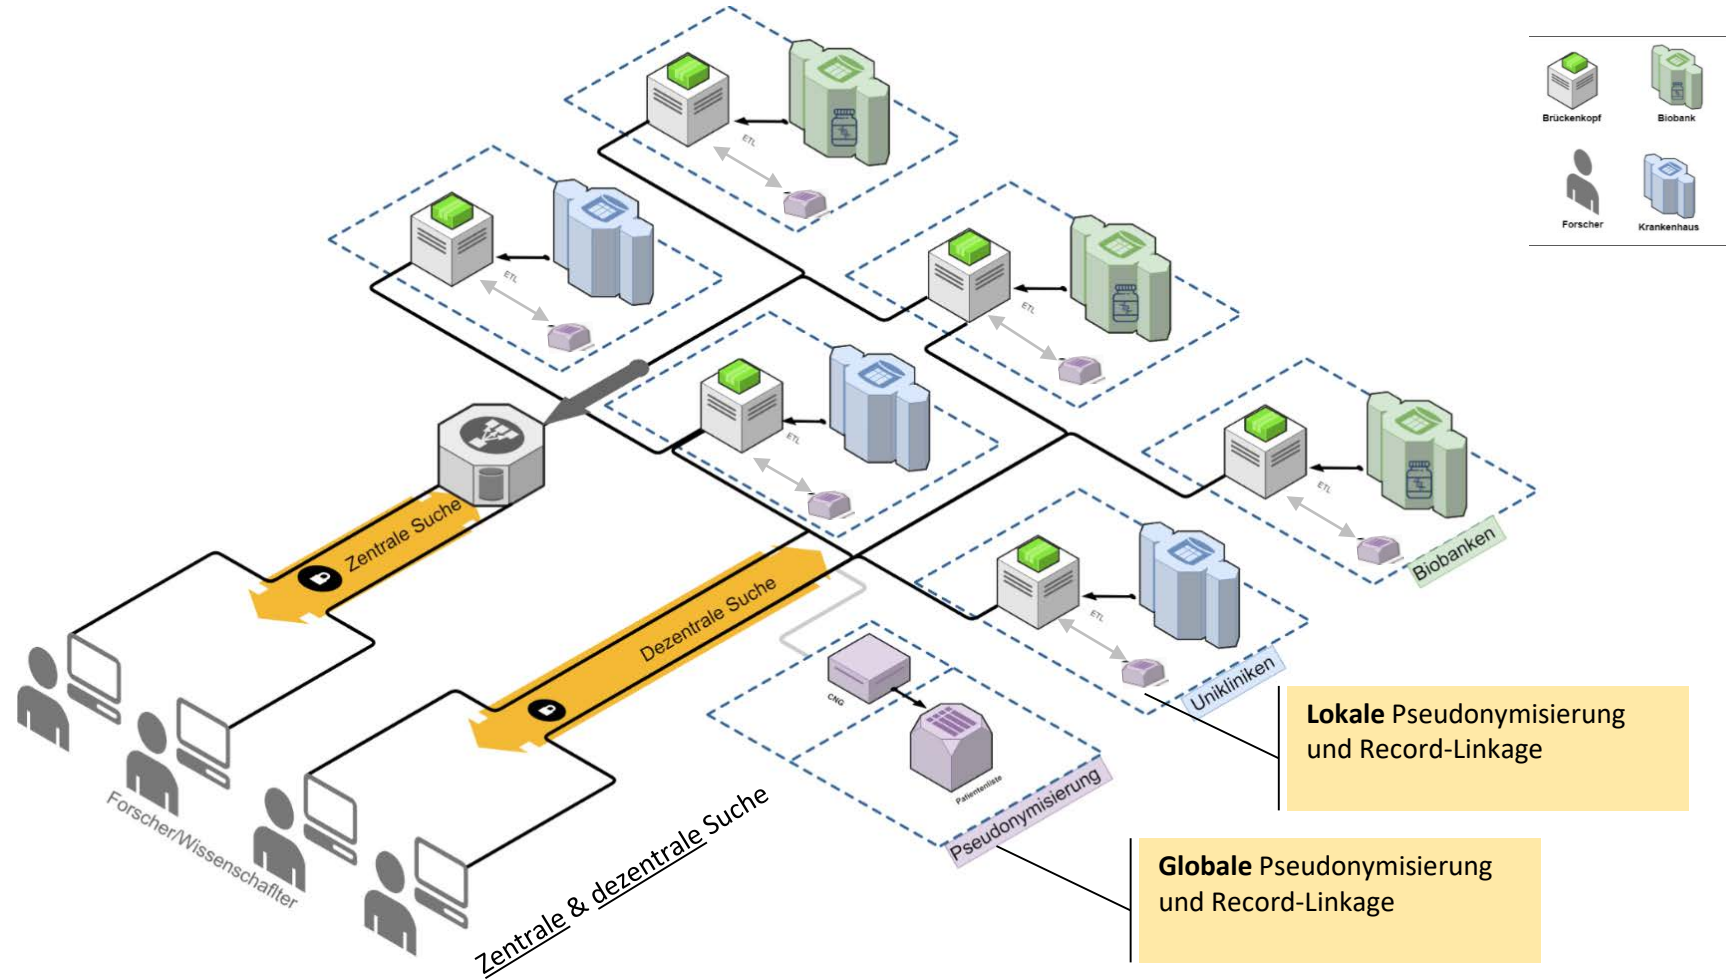 Brückenkopf
Biobank
Forscher
Krankenhaus
ETL
ETL
ETL
ETL
ETL
ETL
Zentrale Suche
Dezentrale Suche
Biobanken
Unikliniken
CNG
Patientenliste
Pseudonymisierung
Forscher/Wissenschaftler
Zentrale & dezentrale Suche
Lokale Pseudonymisierung
und Record-Linkage
Globale Pseudonymisierung
und Record-Linkage